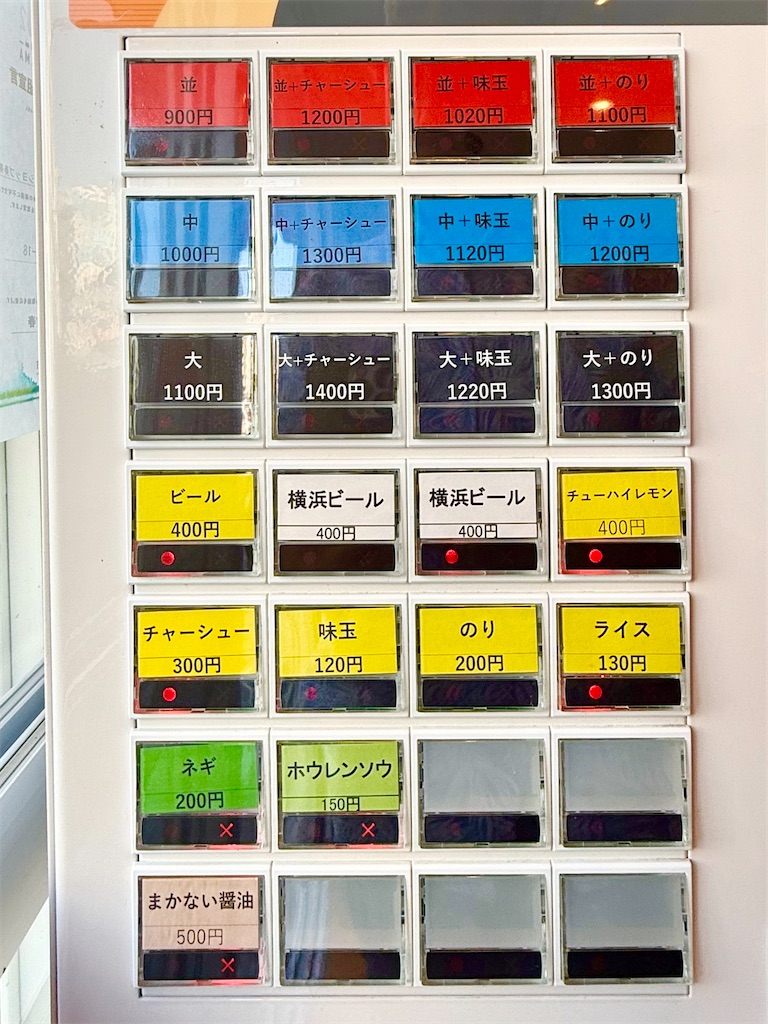 並
900円
並+チャーシュー
1200円
並+味玉
1020円
並+のり
1100円
中
1000円
中+チャーシュー
1300円
中+味玉
1120円
中+のり
1200円
大
1100円
大+チャーシュー
1400円
大+味玉
1220円
大+のり
1300円
ビール
400円
横浜ビール
400円
横浜ビール
400円
チューハイレモン
400円
チャーシュー
300円
味玉
120円
のり
200円
ライス
130円
ネギ
200円
ホウレンソウ
150円
まかない醤油
500円